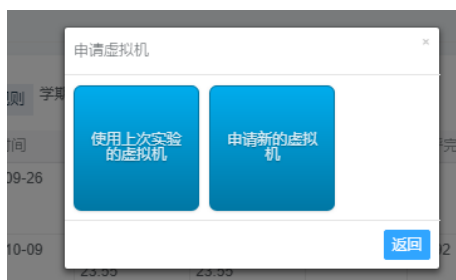 申请虚拟机
×
则 学期
时间
使用上次实验
的虚拟机
申请新的虚拟
机
09-26
返回
10-09
23:55 23:55